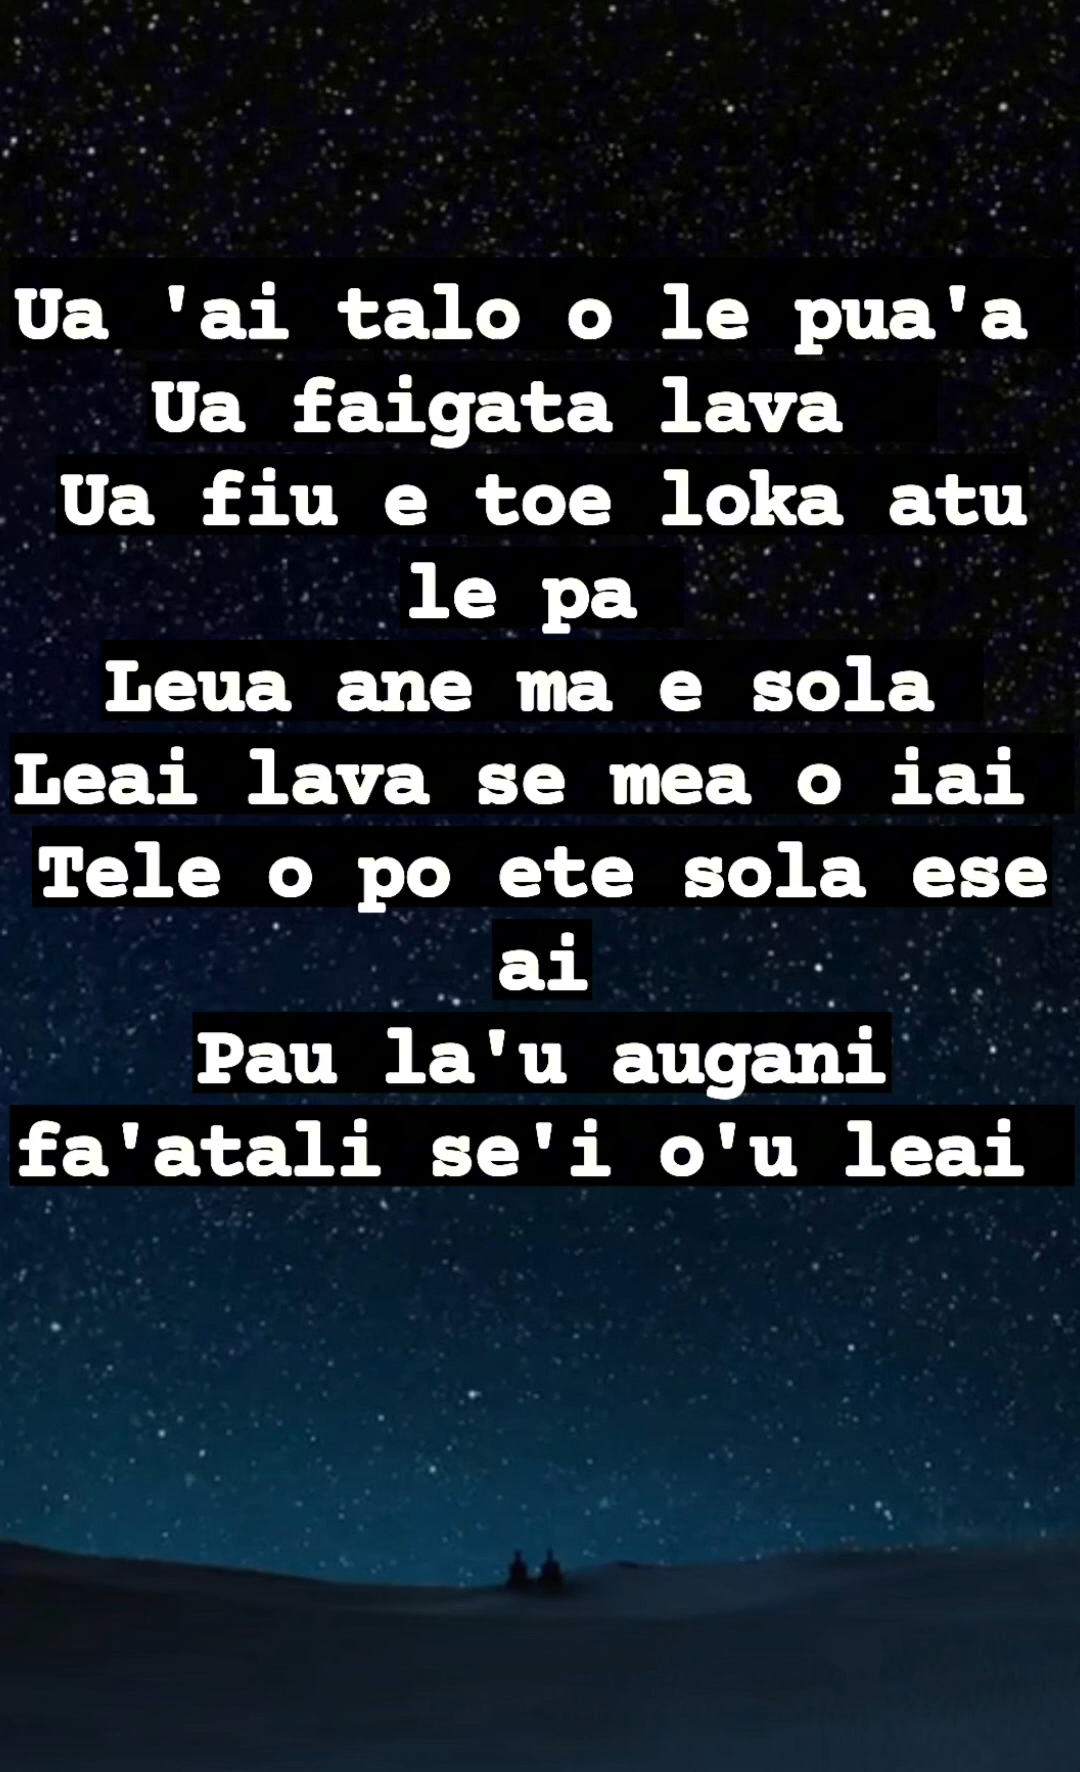 Ua 'ai talo o le pua'a
Ua faigata lava
Ua fiu e toe loka atu
le pa
Leua ane ma e sola
Leai lava se mea o iai
Tele o po ete sola ese
ai
Pau la'u augani
fa'atali se'i o'u leai